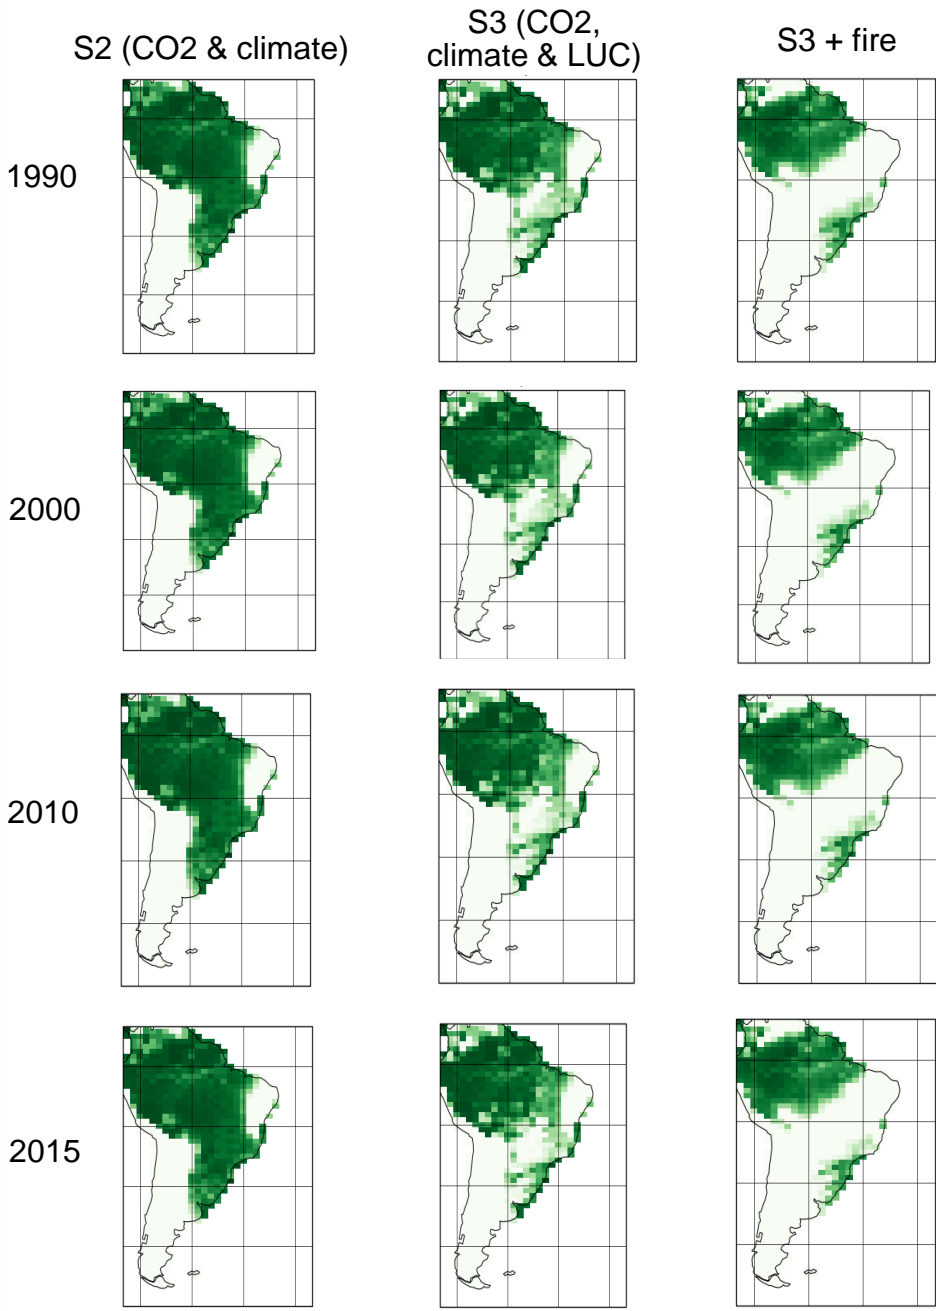 S2 (CO2 & climate)
S3 (CO2,
climate & LUC)
S3 + fire
1990
2000
2010
2015